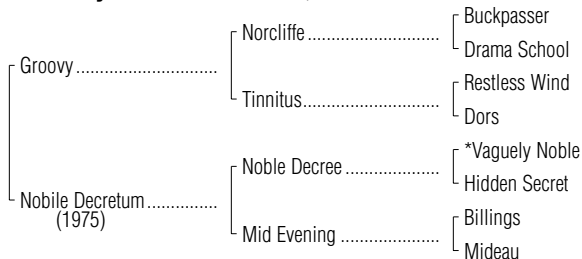 Buckpasser
Norcliffe
Drama School
Groovy
Restless Wind
Tinnitus
Dors
*Vaguely Noble
Noble Decree
Hidden Secret
Nobile Decretum
(1975)
Billings
Mid Evening
Mideau